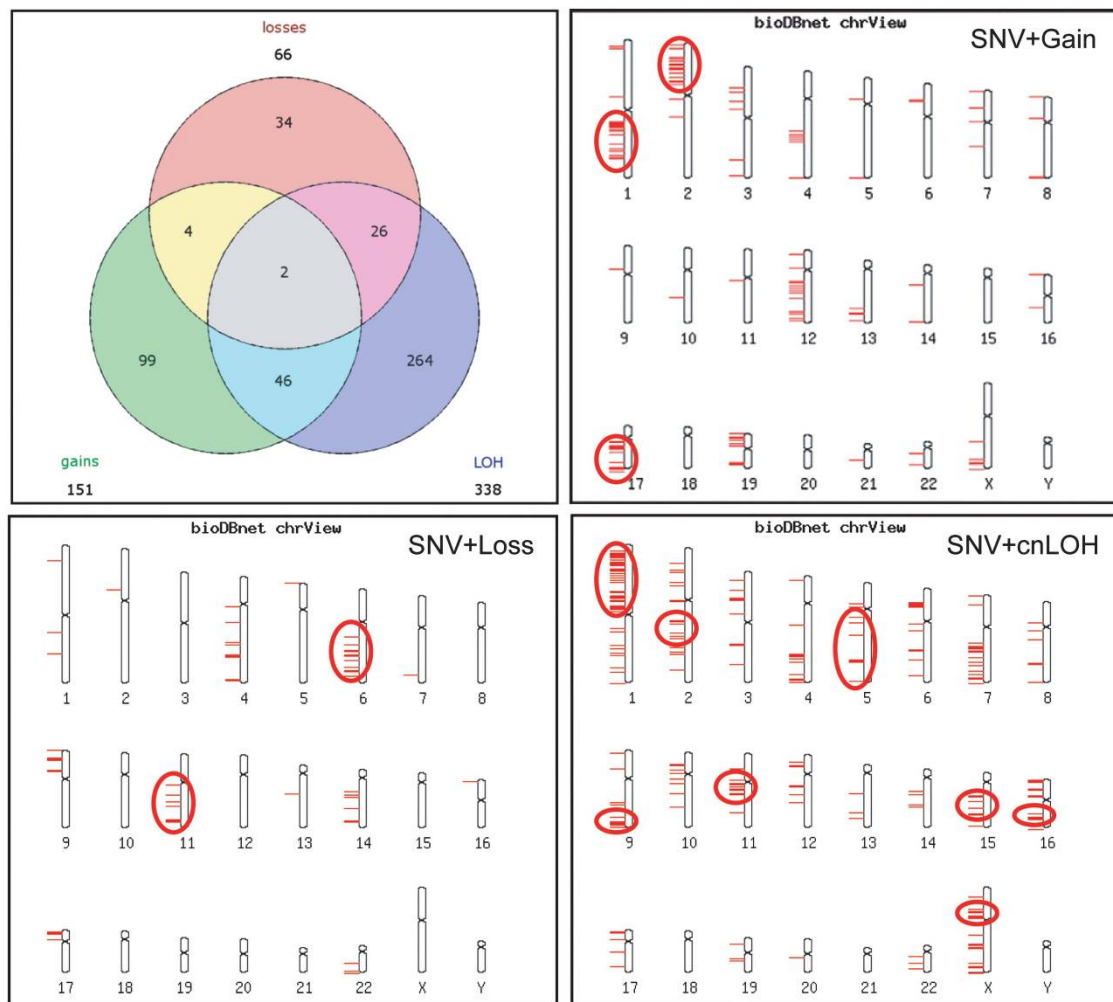 losses
66
34
4
26
2
99
46
264
gains
LOH
151
338
bioDBnet chrView
SNV+Gain
1 2 3 4 5 6 7 8
9 10 11 12 13 14 15 16
17 18 19 20 21 22 X Y
bioDBnet chrView
SNV+Loss
1 2 3 4 5 6 7 8
9 10 11 12 13 14 15 16
17 18 19 20 21 22 X Y
bioDBnet chrView
SNV+cnLOH
1 2 3 4 5 6 7 8
9 10 11 12 13 14 15 16
17 18 19 20 21 22 X Y